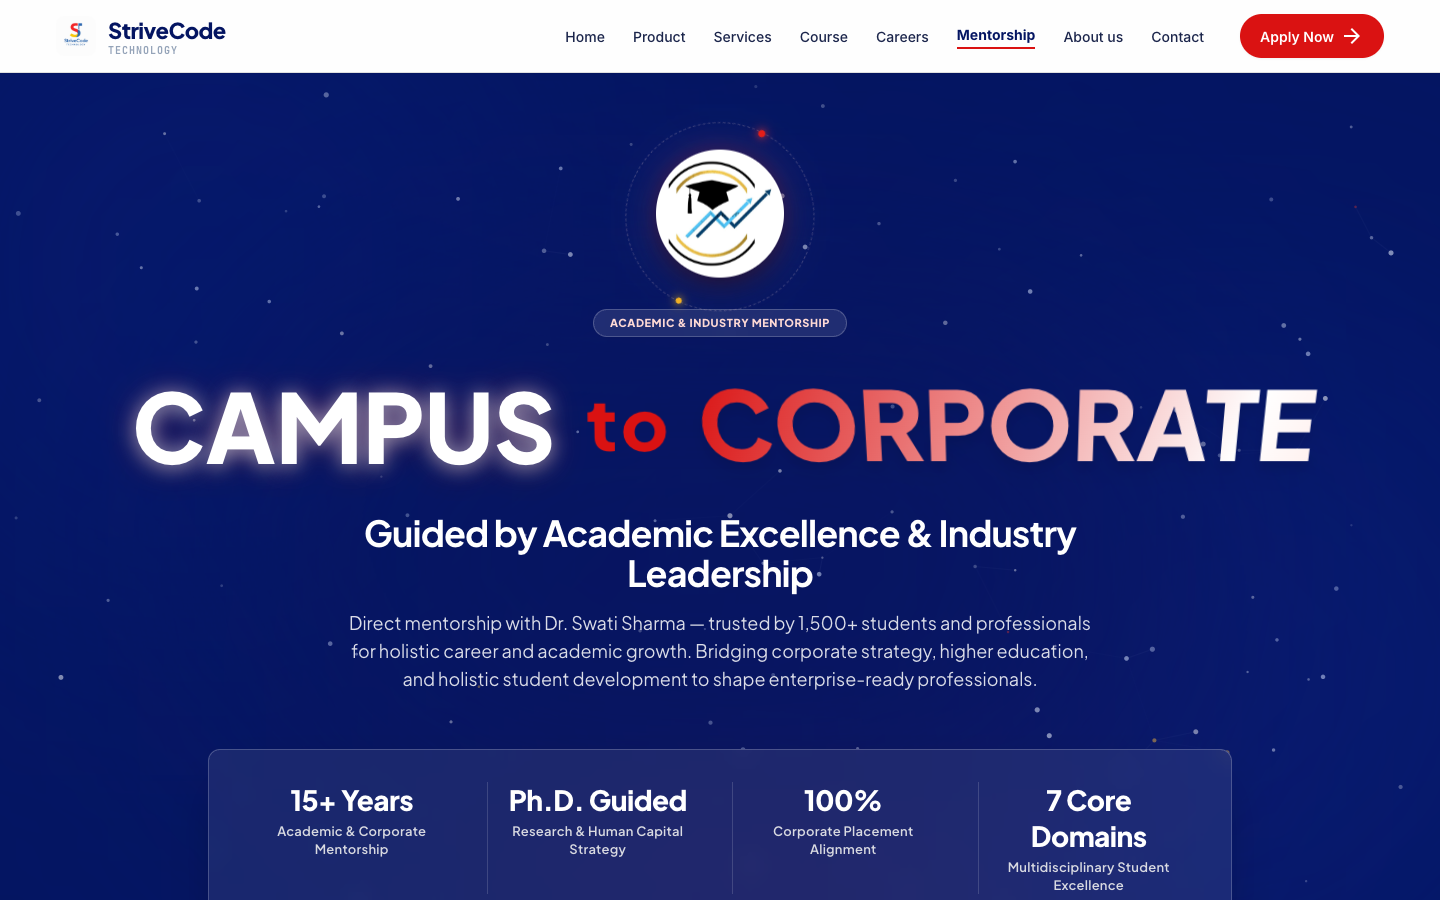 StriveCode
TECHNOLOGY
Home Product Services Course Careers Mentorship About us Contact Apply Now
ACADEMIC & INDUSTRY MENTORSHIP
CAMPUS to CORPORATE
Guided by Academic Excellence & Industry
Leadership
Direct mentorship with Dr. Swati Sharma — trusted by 1,500+ students and professionals
for holistic career and academic growth. Bridging corporate strategy, higher education,
and holistic student development to shape enterprise-ready professionals.
15+ Years
Academic & Corporate
Mentorship
Ph.D. Guided
Research & Human Capital
Strategy
100%
Corporate Placement
Alignment
7 Core
Domains
Multidisciplinary Student
Excellence